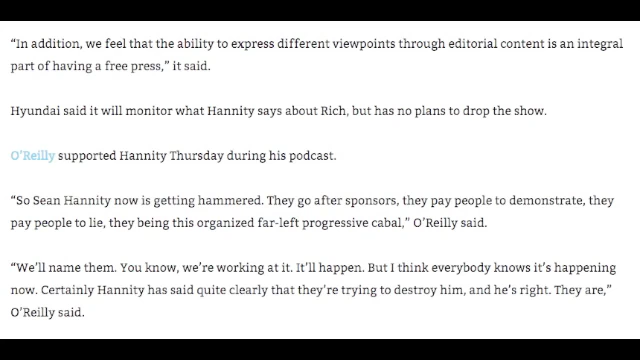 “In addition, we feel that the ability to express different viewpoints through editorial content is an integral
part of having a free press,” it said.
Hyundai said it will monitor what Hannity says about Rich, but has no plans to drop the show.
O’Reilly supported Hannity Thursday during his podcast.
“So Sean Hannity now is getting hammered. They go after sponsors, they pay people to demonstrate, they
pay people to lie, they being this organized far-left progressive cabal,” O’Reilly said.
“We’ll name them. You know, we’re working at it. It’ll happen. But I think everybody knows it’s happening
now. Certainly Hannity has said quite clearly that they’re trying to destroy him, and he’s right. They are,”
O’Reilly said.